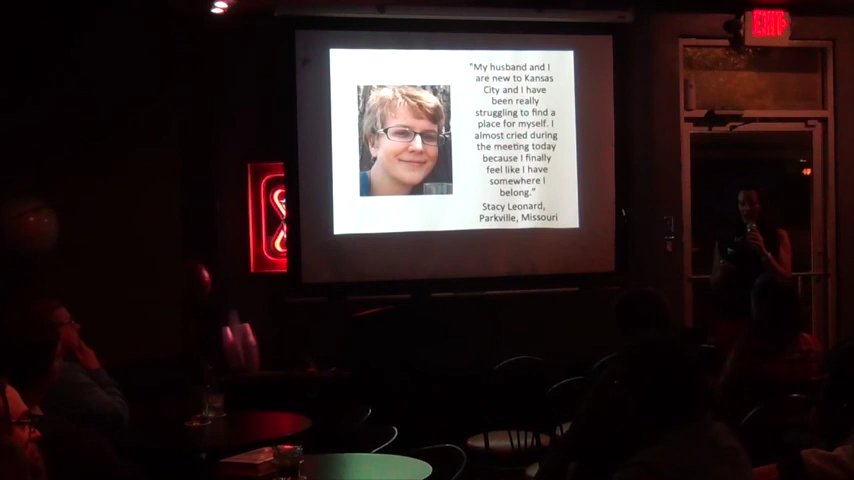 EXIT
"My husband and I
are new to Kansas
City and I have
been really
struggling to find a
place for myself. I
almost cried during
the meeting today
because I finally
feel like I have
somewhere I
belong."
Stacy Leonard,
Parkville, Missouri